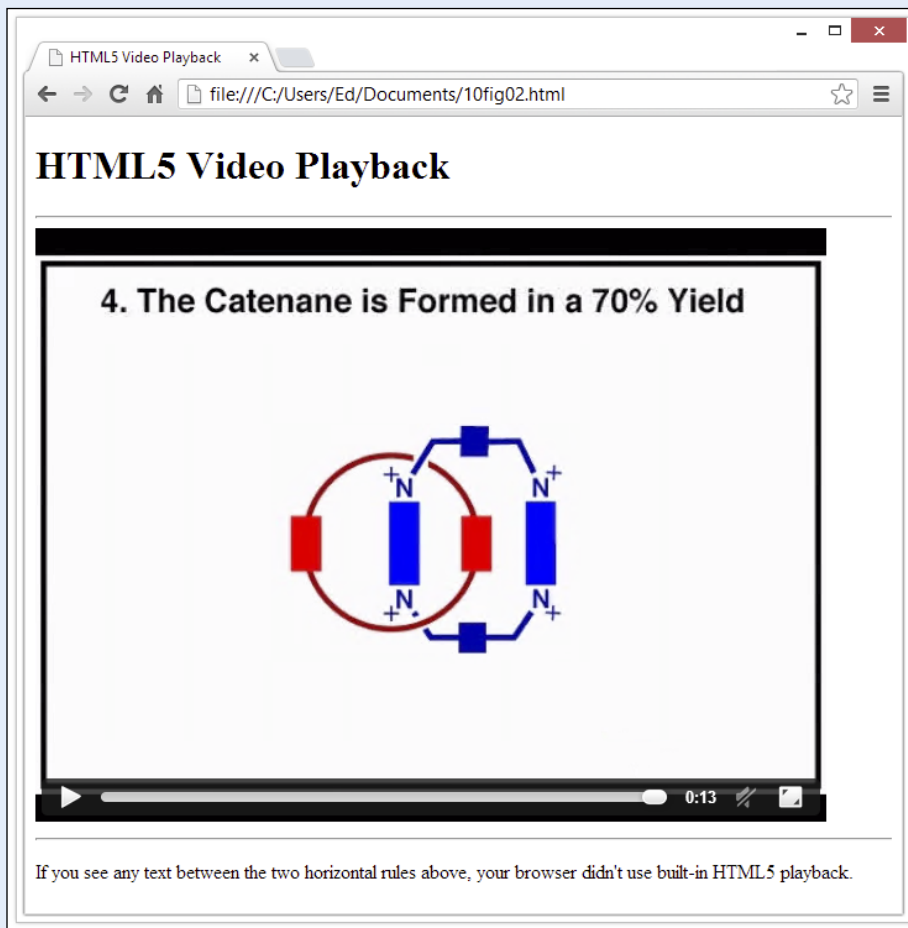 HTML5 Video Playback
file:///C:/Users/Ed/Documents/10fig02.html
HTML5 Video Playback
4. The Catenane is Formed in a 70% Yield
+N N+
+N N+
0:13
If you see any text between the two horizontal rules above, your browser didn't use built-in HTML5 playback.